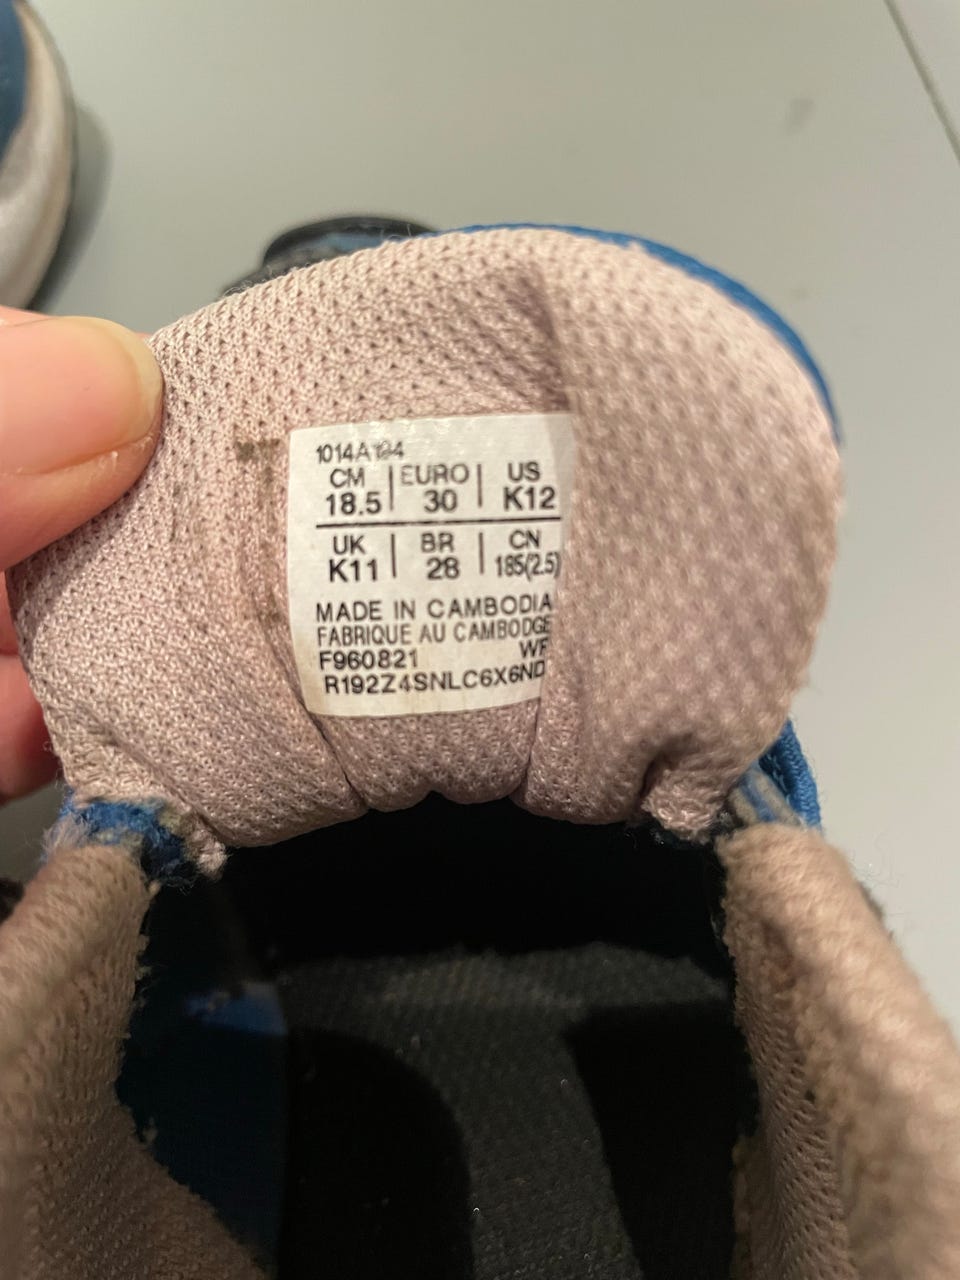 1014A194
CM | EURO | US
18.5 | 30 | K12
UK | BR | CN
K11 | 28 | 185(2.5)
MADE IN CAMBODIA
FABRIQUE AU CAMBODGE
F960821 WF
R192Z4SNLC6X6ND